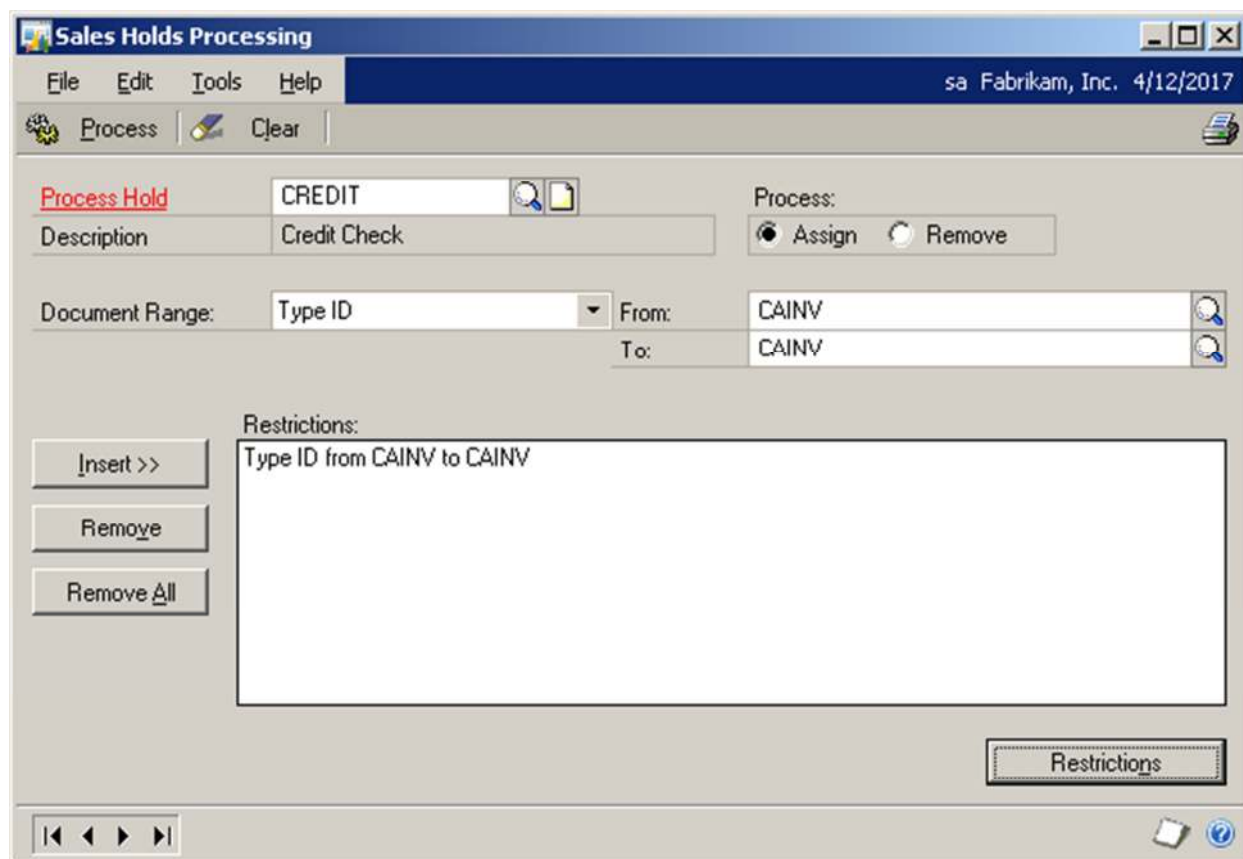 Sales Holds Processing
File Edit Tools Help sa Fabrikam, Inc. 4/12/2017
Process Clear
Process Hold CREDIT Process:
Description Credit Check Assign Remove
Document Range: Type ID From: CAINV
To: CAINV
Restrictions:
Insert >> Type ID from CAINV to CAINV
Remove
Remove All
Restrictions